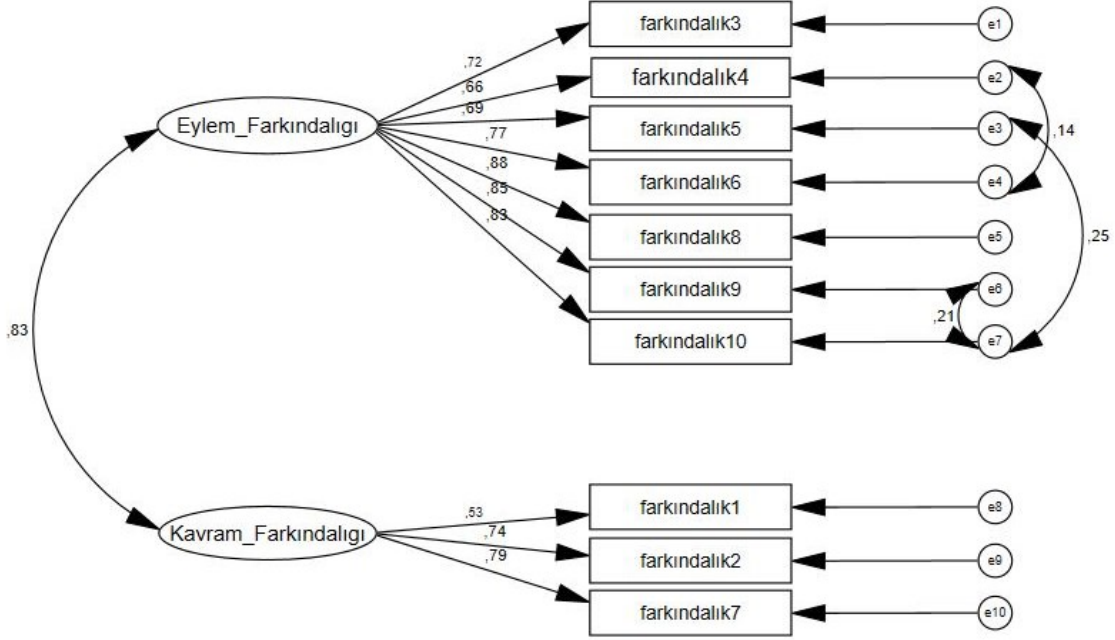 farkındalık3
e1
,72
farkındalık4
e2
,66
,69
Eylem_Farkındalıgı
farkındalık5
e3
,14
,77
,88
farkındalık6
e4
,85
,83
farkındalık8
e5
,25
farkındalık9
e6
,21
,83
farkındalık10
e7
farkındalık1
e8
,53
,74
Kavram_Farkındalıgı
,79
farkındalık2
e9
farkındalık7
e10